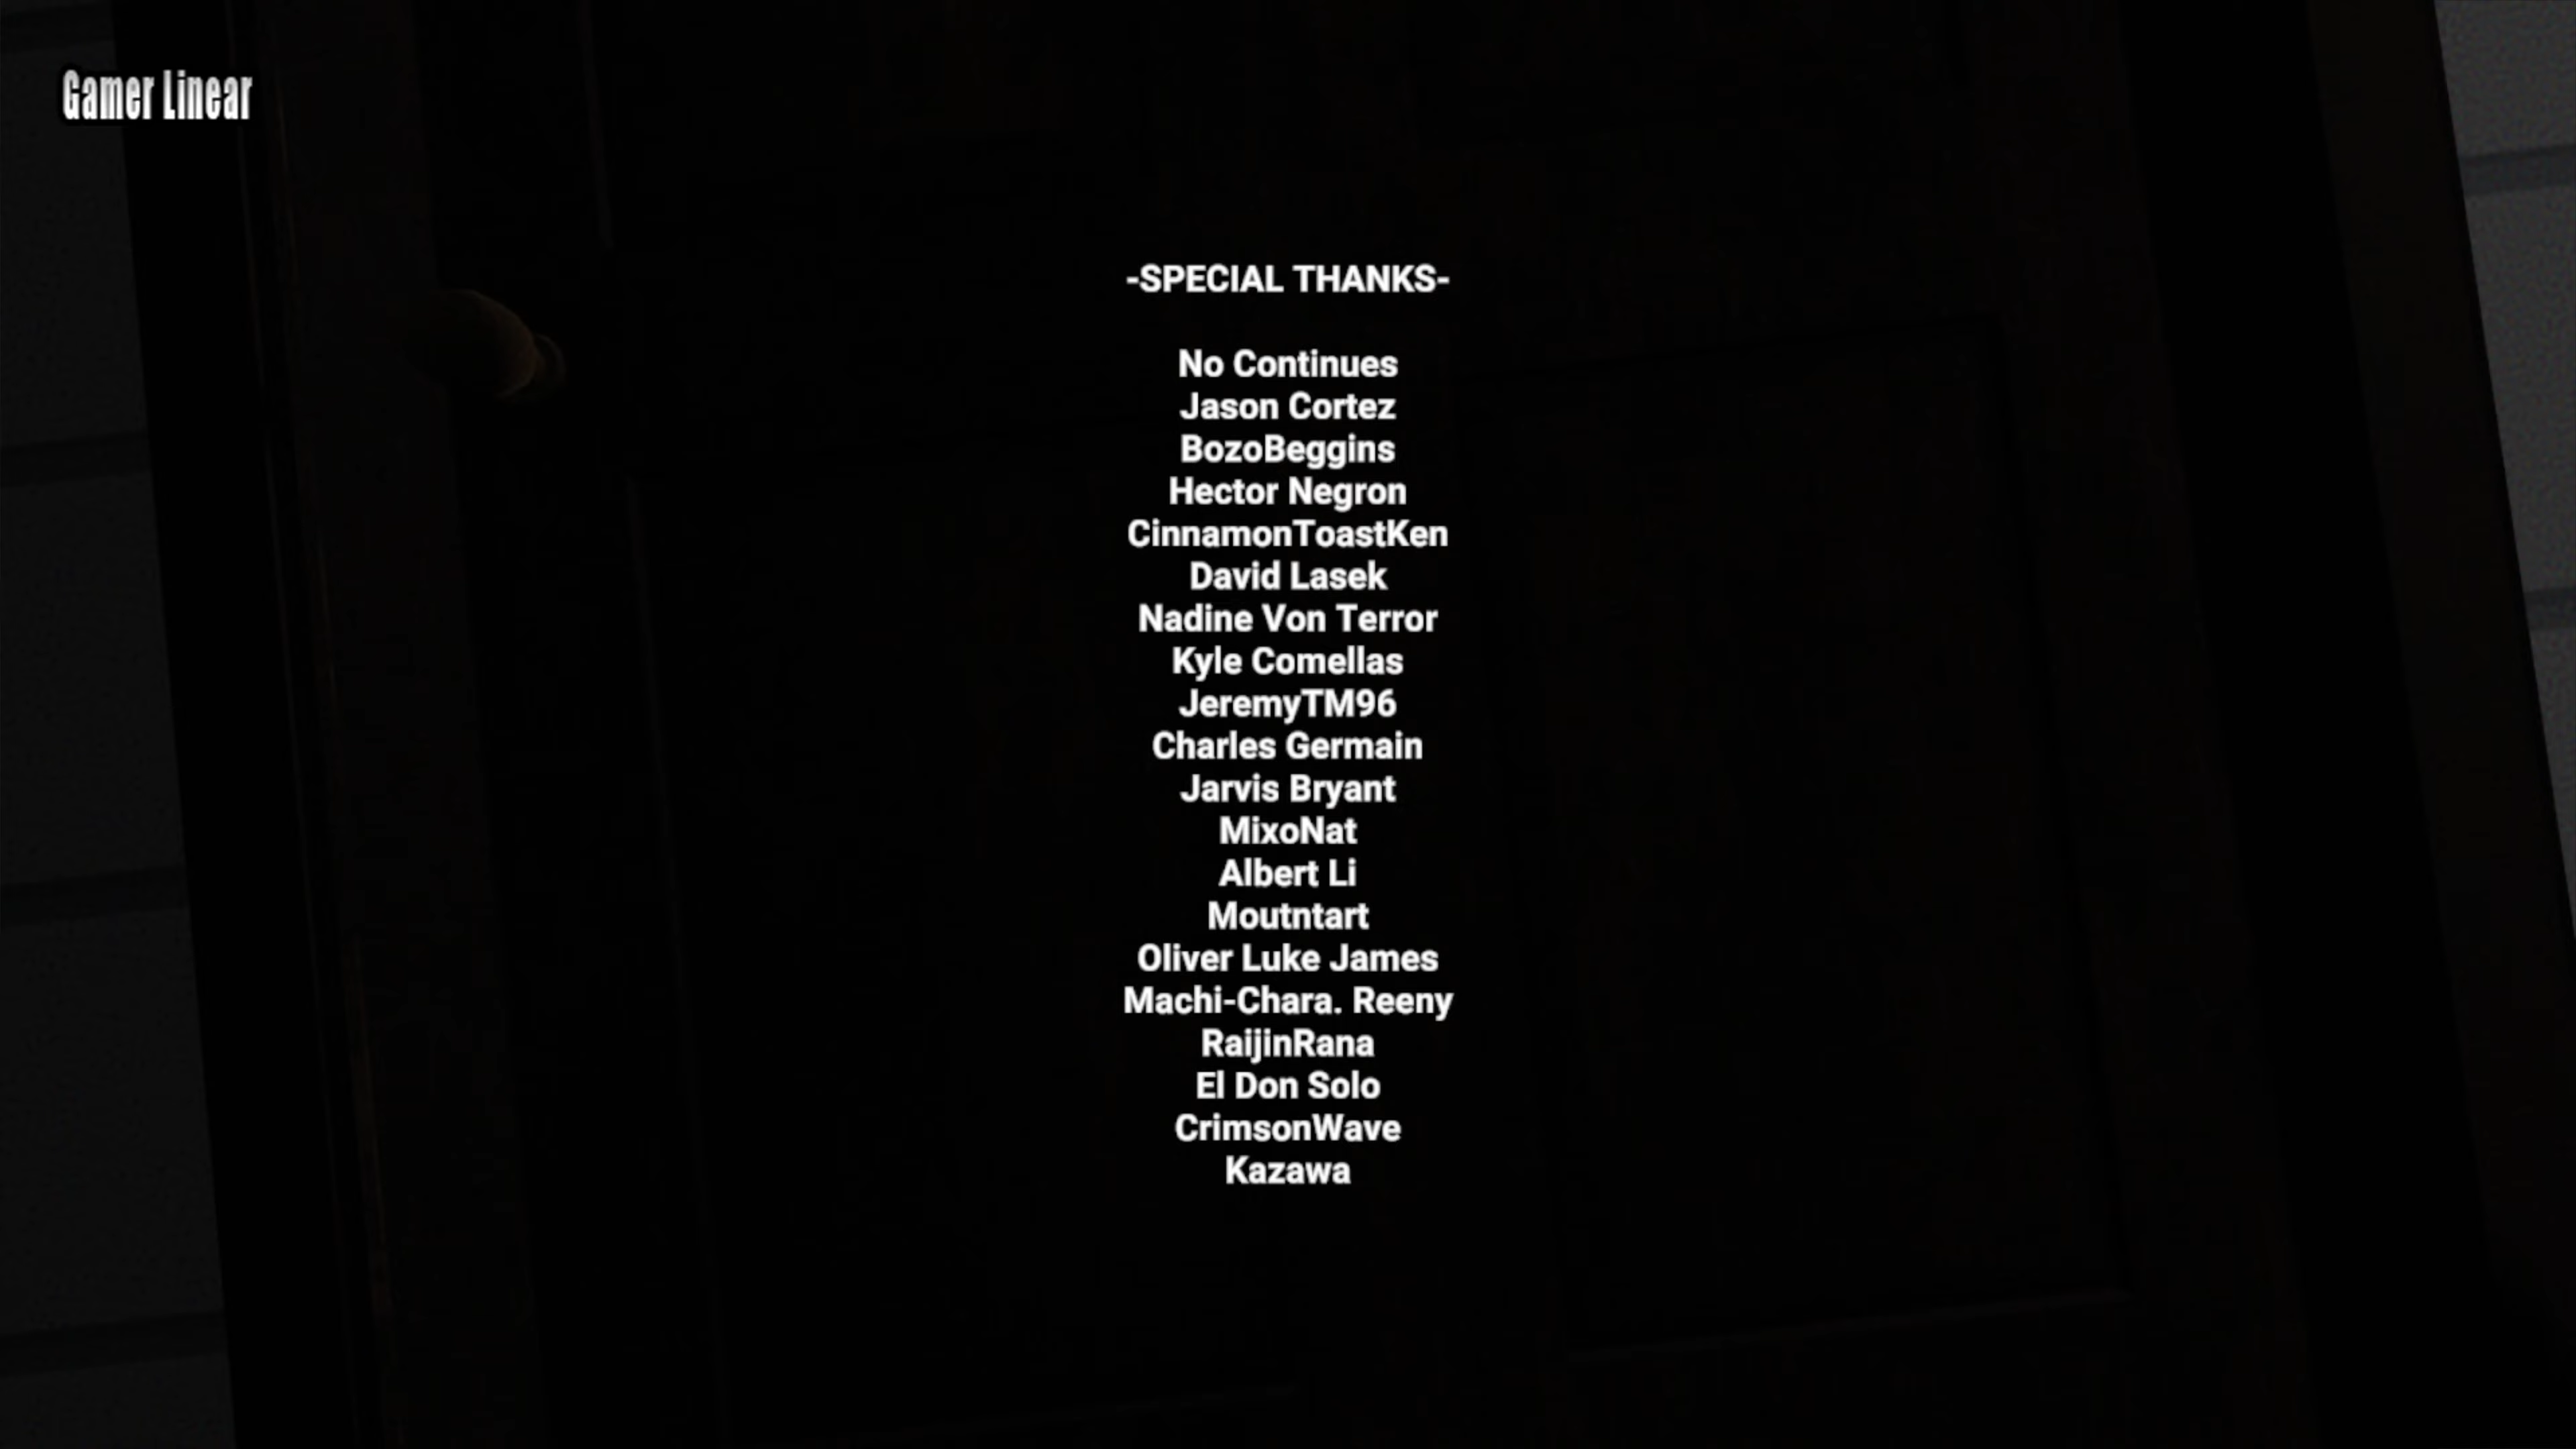 Gamer Linear
-SPECIAL THANKS-
No Continues
Jason Cortez
BozoBeggins
Hector Negron
CinnamonToastKen
David Lasek
Nadine Von Terror
Kyle Comellas
JeremyTM96
Charles Germain
Jarvis Bryant
MixoNat
Albert Li
Moutntart
Oliver Luke James
Machi-Chara. Reeny
RaijinRana
El Don Solo
CrimsonWave
Kazawa